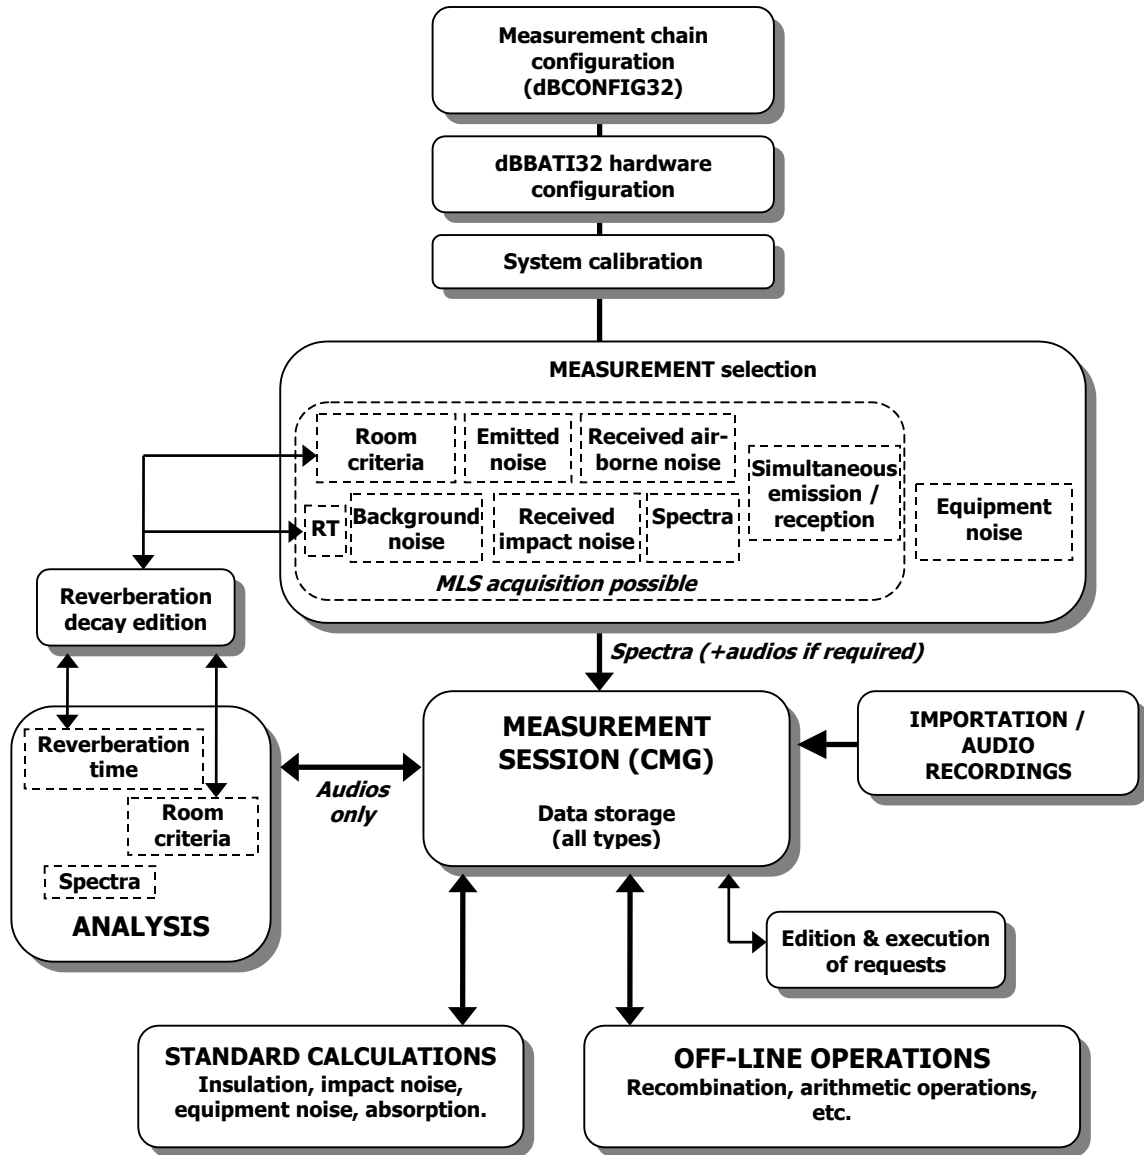 Measurement chain
configuration
(dBCONFIG32)
dBBATI32 hardware
configuration
System calibration
MEASUREMENT selection
Room
criteria
Emitted
noise
Received air-
borne noise
Simultaneous
emission /
reception
Equipment
noise
RT
Background
noise
Received
impact noise
Spectra
MLS acquisition possible
Reverberation
decay edition
Spectra (+audios if required)
Reverberation
time
Room
criteria
Spectra
ANALYSIS
Audios
only
MEASUREMENT
SESSION (CMG)
Data storage
(all types)
IMPORTATION /
AUDIO
RECORDINGS
Edition & execution
of requests
STANDARD CALCULATIONS
Insulation, impact noise,
equipment noise, absorption.
OFF-LINE OPERATIONS
Recombination, arithmetic operations,
etc.